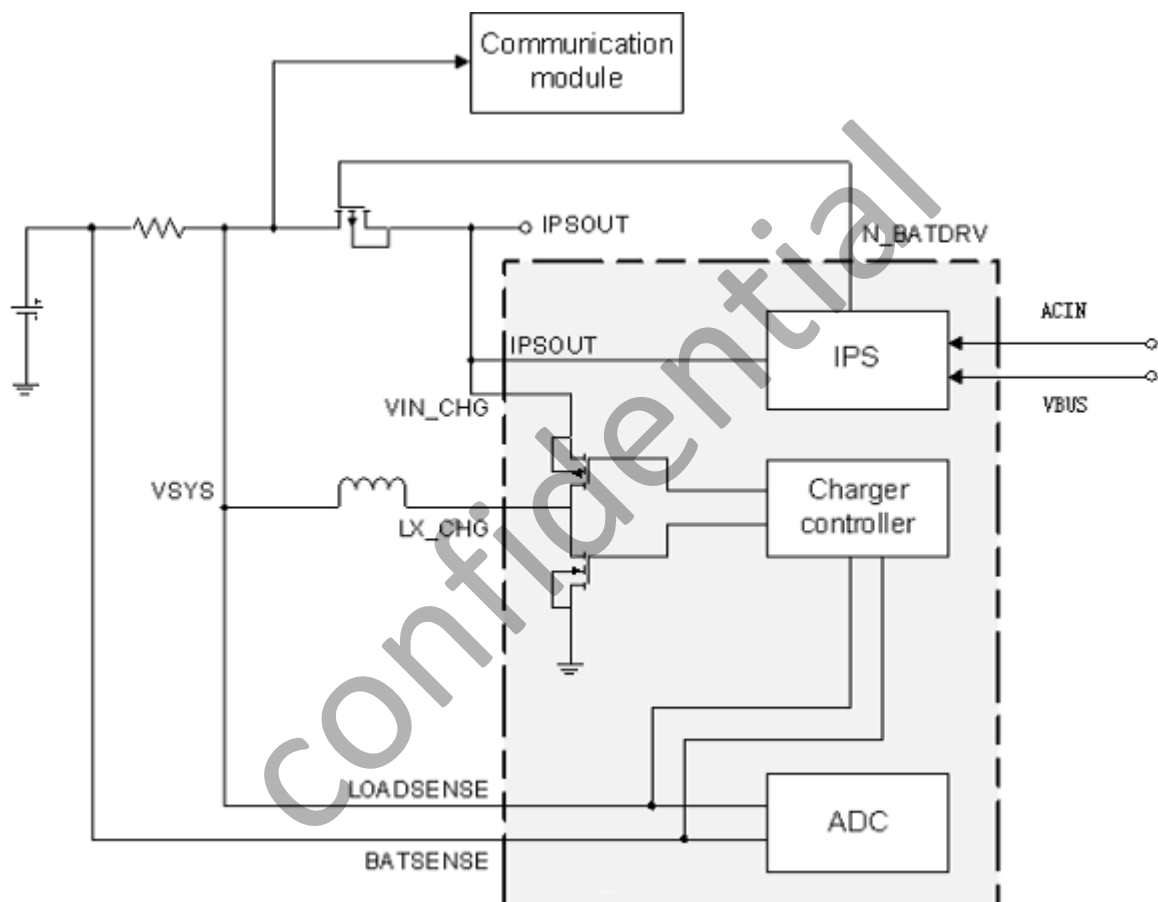 Communication
module
IPSOUT
N_BATDRV
IPSOUT
IPS
ACIN
VBUS
VIN_CHG
VSYS
LX_CHG
Charger
controller
LOADSENSE
BATSENSE
ADC
confidential